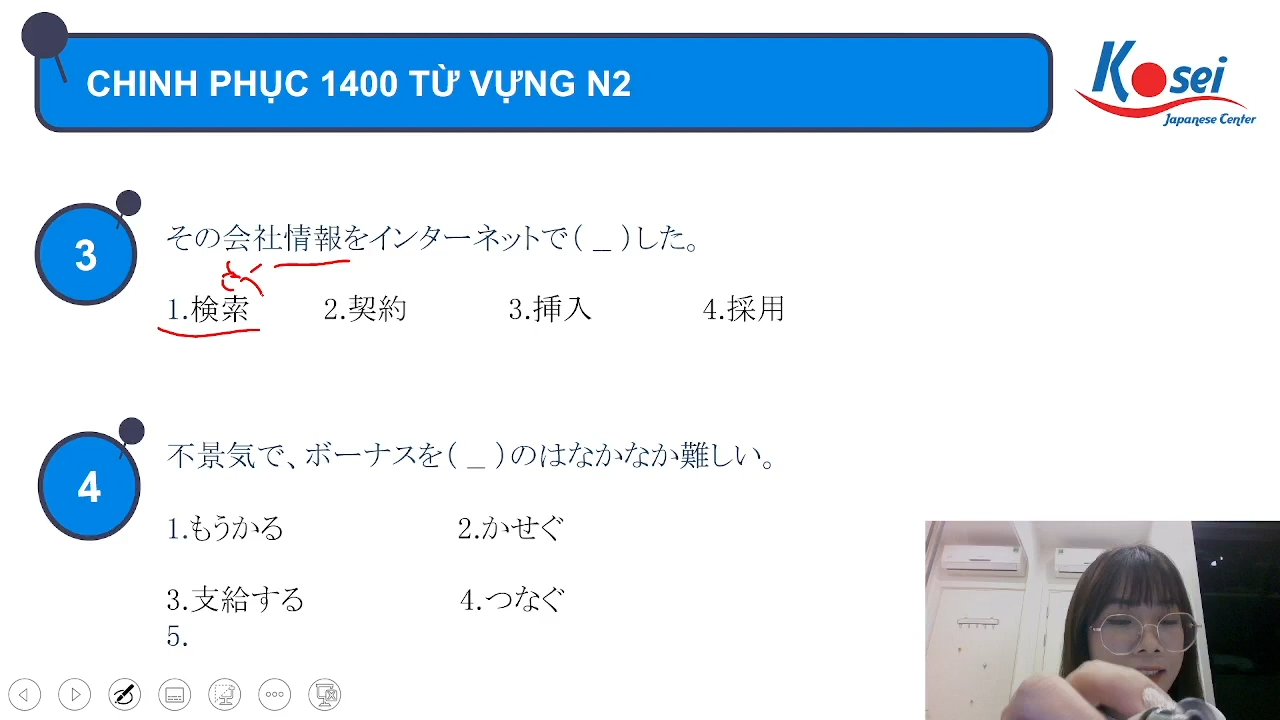 CHINH PHỤC 1400 TỪ VỰNG N2
Kosei
Japanese Center
3
その会社情報をインターネットで( _ )した。
1.検索 2.契約 3.挿入 4.採用
4
不景気で、ボーナスを( _ )のはなかなか難しい。
1.もうかる 2.かせぐ
3.支給する 4.つなぐ
5.